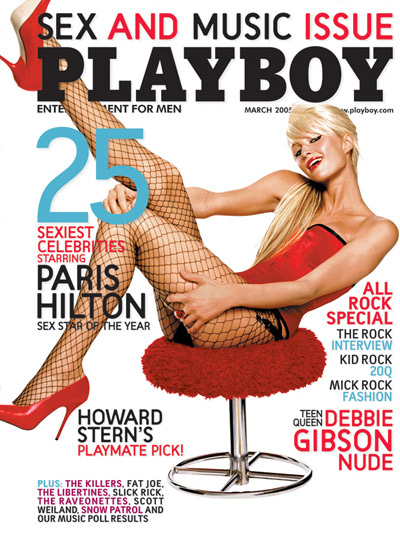 SEX AND MUSIC ISSUE
PLAYBOY
MENT FOR MEN
MARCH 2005
.playboy.com
25
SEXIEST
CELEBRITIES
STARRING
PARIS
HILTON
SEX STAR OF THE YEAR
ALL
ROCK
SPECIAL
THE ROCK
INTERVIEW
KID ROCK
20Q
MICK ROCK
FASHION
HOWARD
STERN'S
PLAYMATE PICK!
TEEN
QUEEN DEBBIE
GIBSON
NUDE
PLUS: THE KILLERS, FAT JOE,
THE LIBERTINES, SLICK RICK,
THE RAVEONETTES, SCOTT
WEILAND, SNOW PATROL AND
OUR MUSIC POLL RESULTS